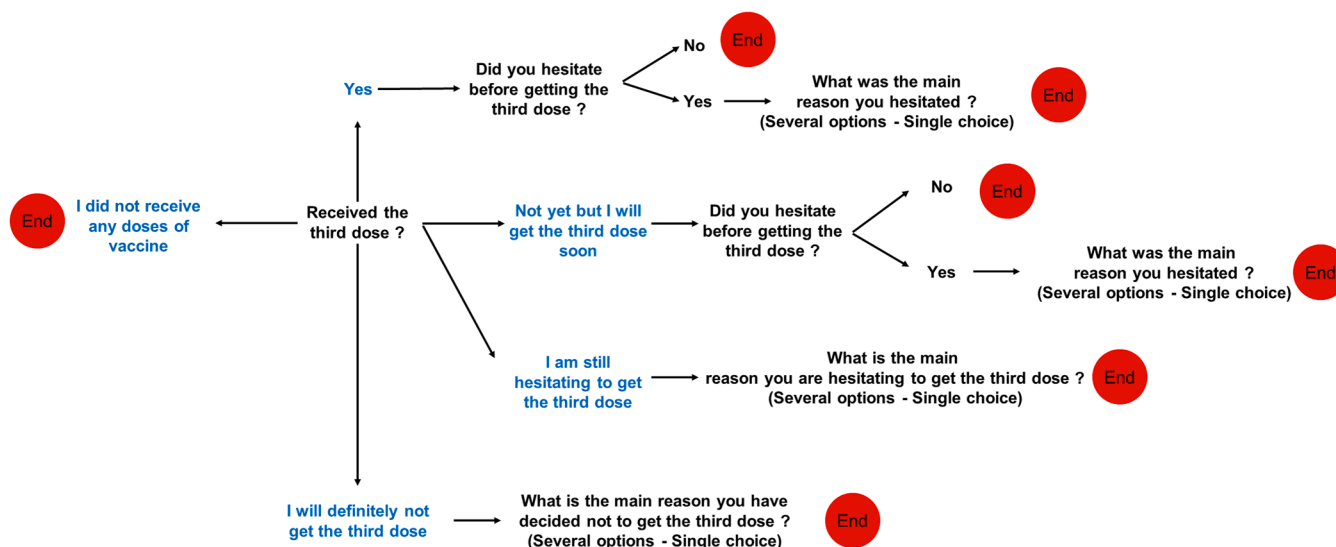 No
End
Did you hesitate
before getting the
third dose ?
Yes
Yes
What was the main
reason you hesitated ?
(Several options - Single choice)
End
End
I did not receive
any doses of
vaccine
Received the
third dose ?
Not yet but I will
get the third dose
soon
Did you hesitate
before getting the
third dose ?
No
End
Yes
What was the main
reason you hesitated ?
(Several options - Single choice)
End
I am still
hesitating to get
the third dose
What is the main
reason you are hesitating to get the third dose ?
(Several options - Single choice)
End
I will definitely not
get the third dose
What is the main reason you have
decided not to get the third dose ?
(Several options - Single choice)
End